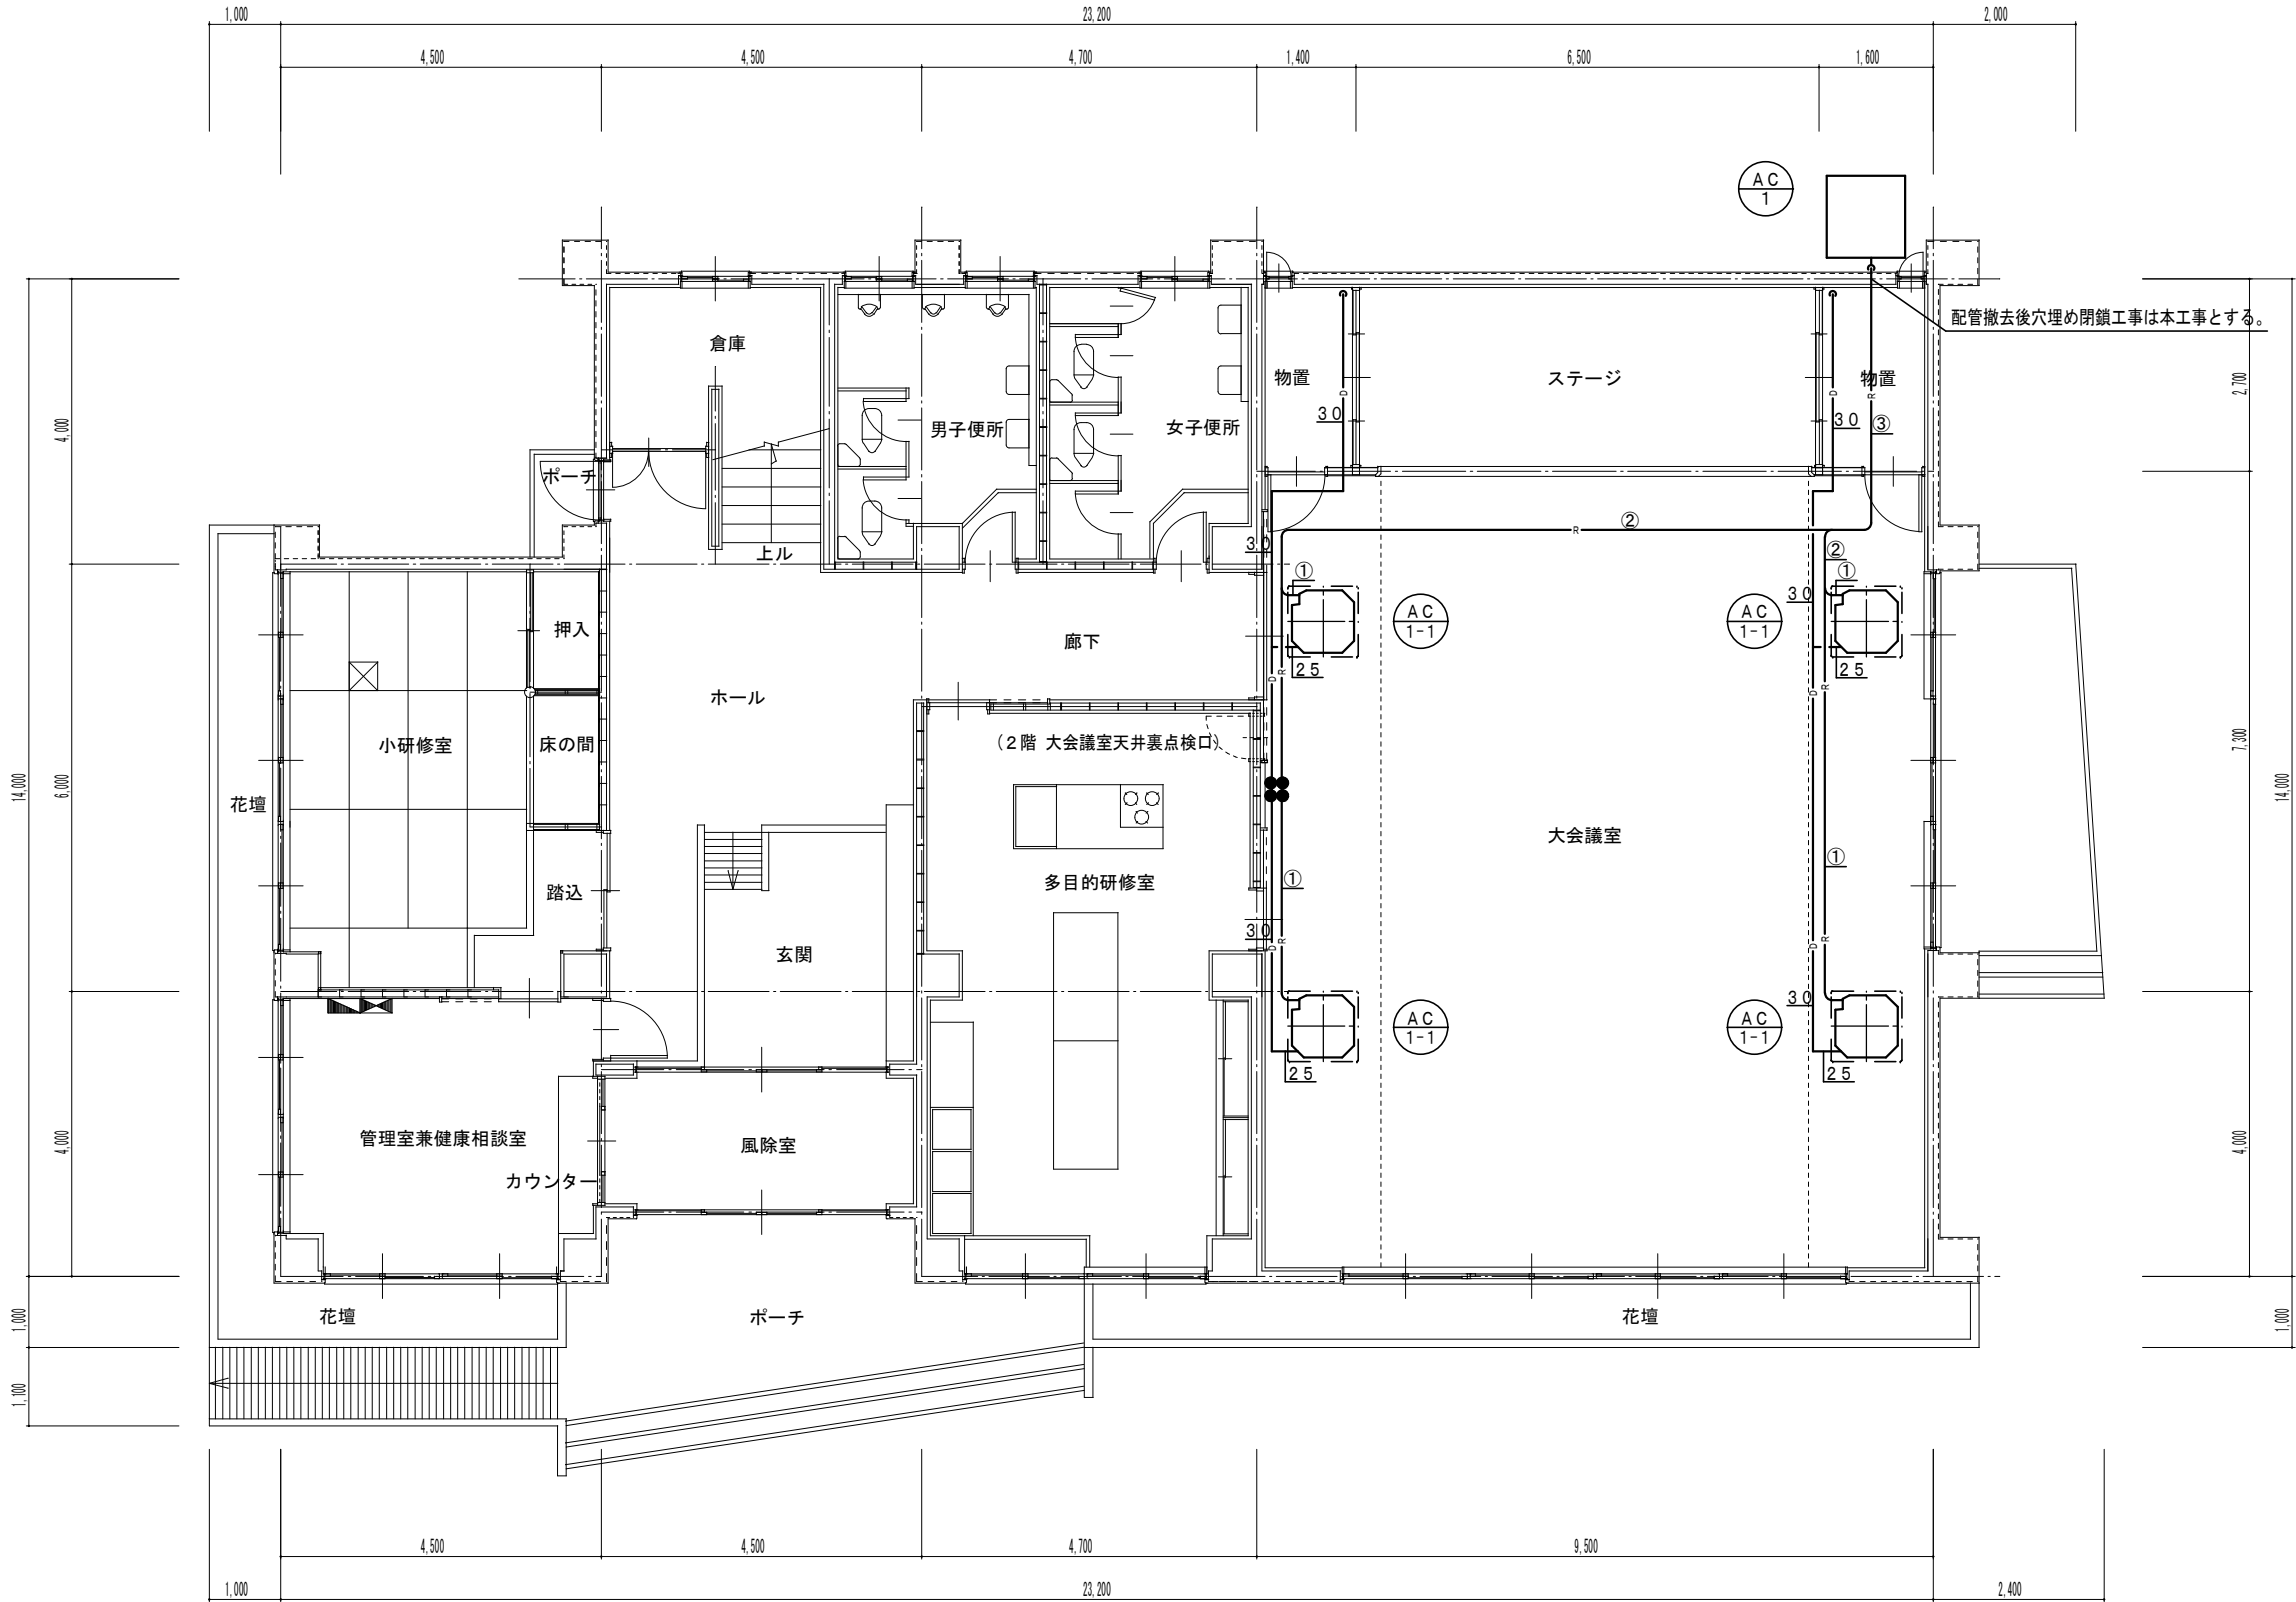 1,000
23,200
2,000
4,500
4,500
4,700
1,400
6,500
1,600
AC
1
配管撤去後穴埋め閉鎖工事は本工事とする。
倉庫
物置
ステージ
物置
2,700
D
D
R
30
30
③
4,000
男子便所
女子便所
ポーチ
②
R
30
上ル
②
①
①
30
AC
1-1
AC
1-1
押入
廊下
25
25
D
R
D
R
ホール
小研修室
床の間
(2階 大会議室天井裏点検口)
7,300
14,000
6,000
14,000
花壇
大会議室
①
①
多目的研修室
踏込
30
D
R
D
R
玄関
30
AC
1-1
AC
1-1
25
25
4,000
管理室兼健康相談室
風除室
4,000
カウンター
花壇
ポーチ
花壇
1,000
1,000
1,100
4,500
4,500
4,700
9,500
1,000
23,200
2,400